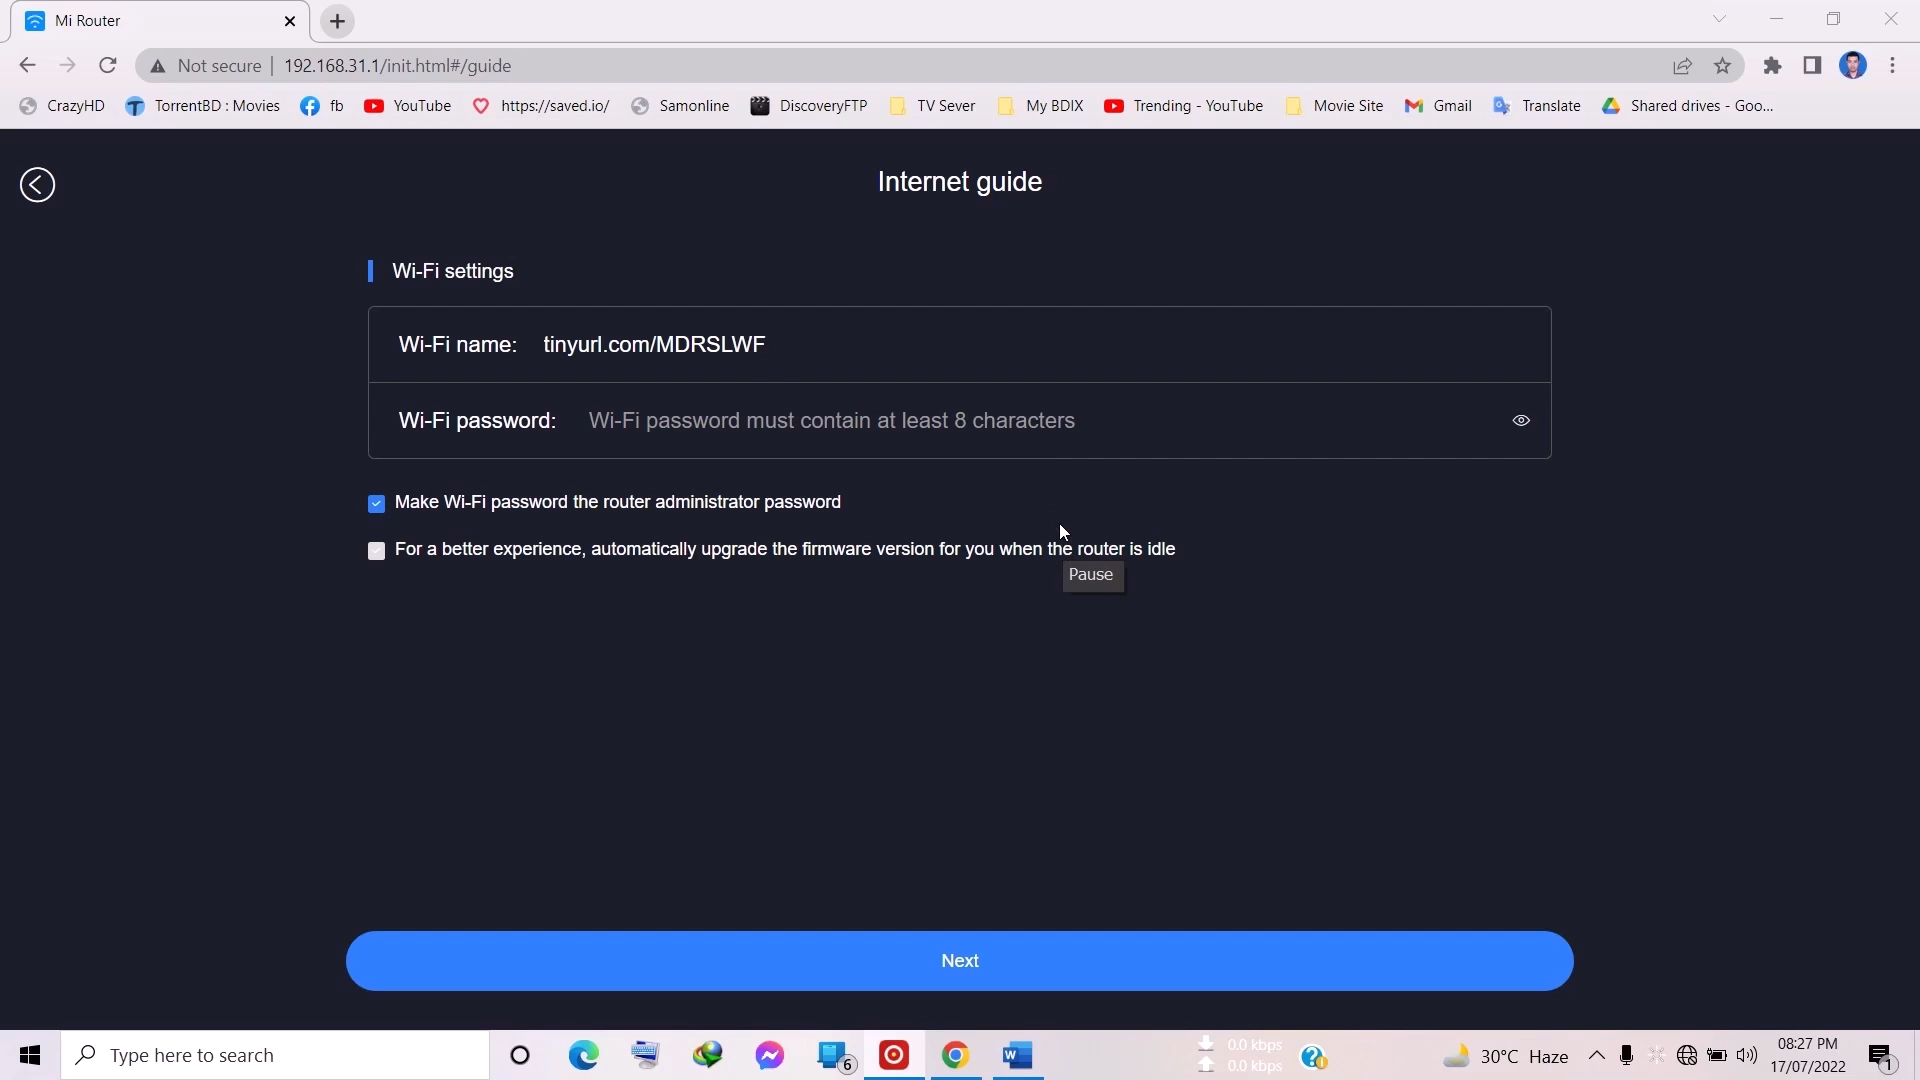 Mi Router
Not secure | 192.168.31.1/init.html#/guide
CrazyHD TorrentBD : Movies fb YouTube https://saved.io/ Samonline DiscoveryFTP TV Sever My BDIX Trending - YouTube Movie Site Gmail Translate Shared drives - Goo...
Internet guide
Wi-Fi settings
Wi-Fi name: tinyurl.com/MDRSLWF
Wi-Fi password: Wi-Fi password must contain at least 8 characters
Make Wi-Fi password the router administrator password
For a better experience, automatically upgrade the firmware version for you when the router is idle
Pause
Next
Type here to search
6
W
0.0 kbps
0.0 kbps
30°C Haze
08:27 PM
17/07/2022
1